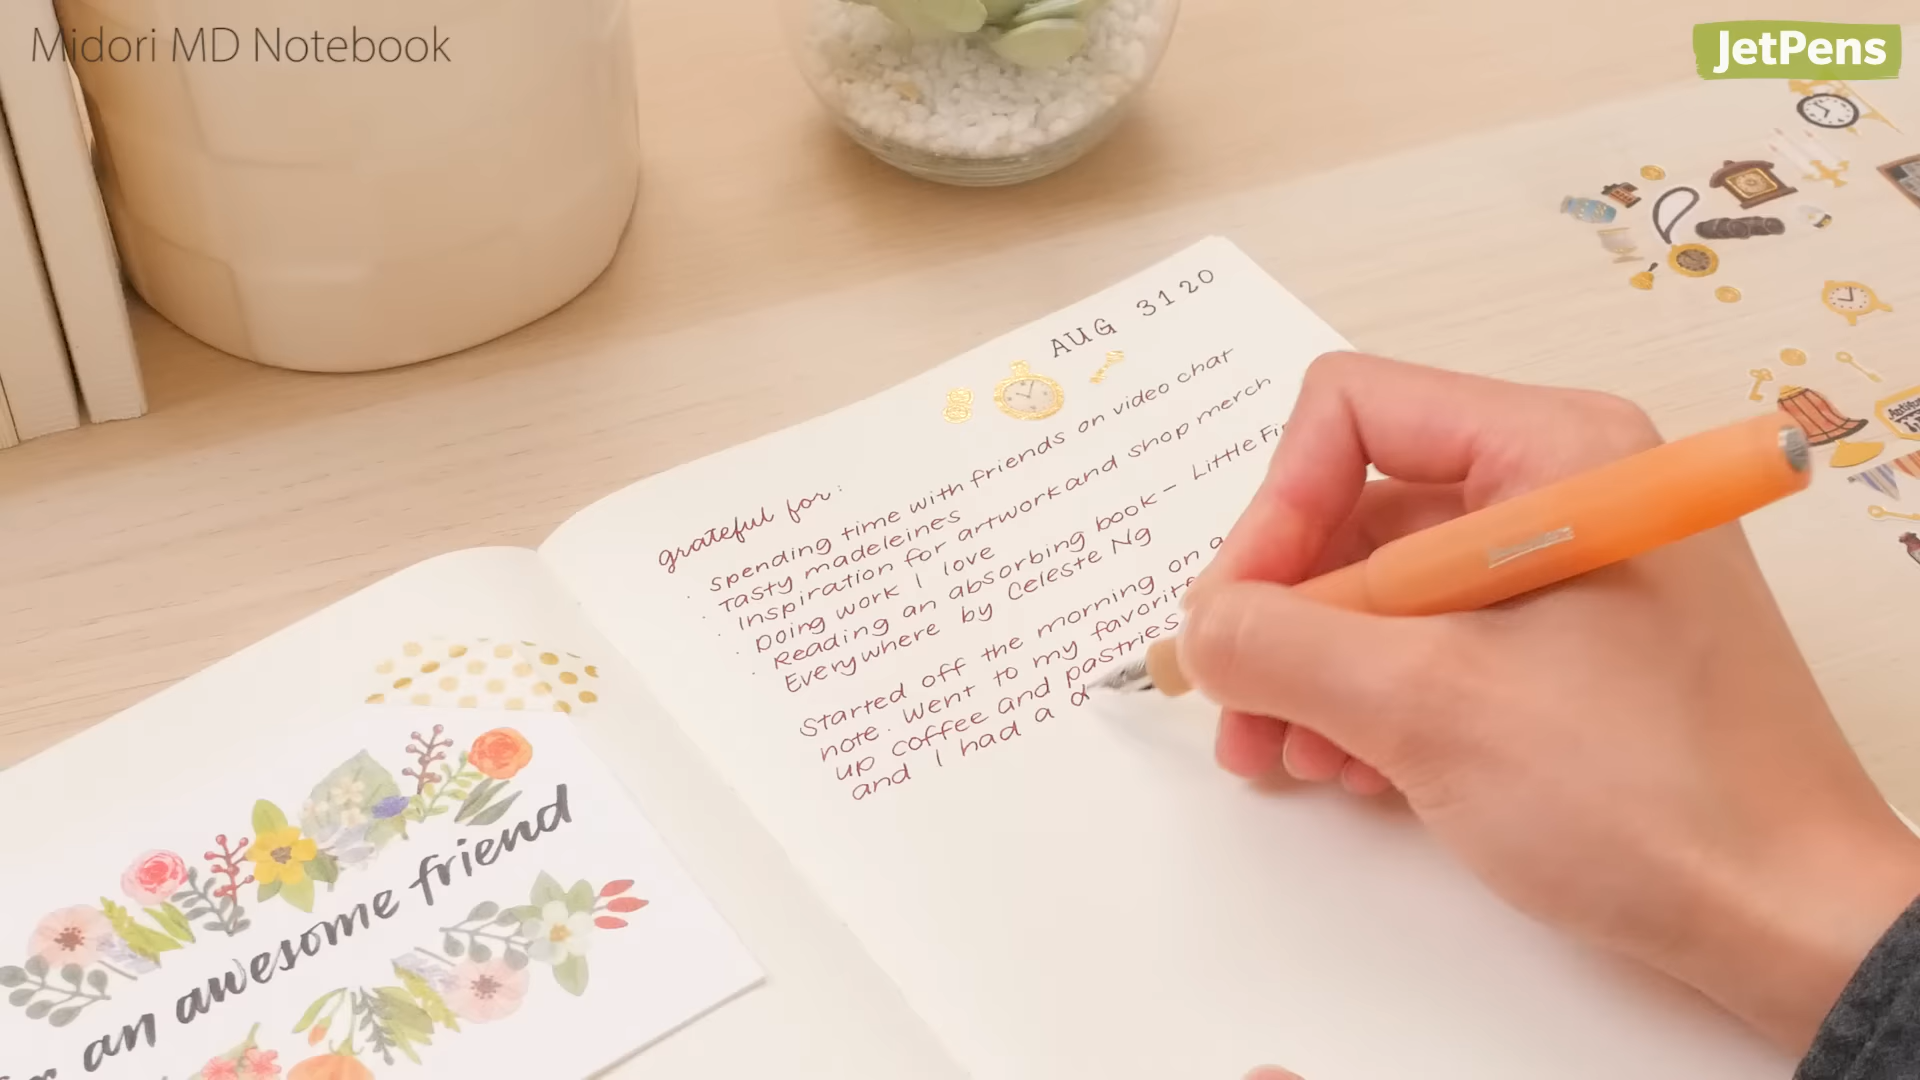 Midori MD Notebook
JetPens
AUG 31 20
grateful for:
· spending time with friends on video chat
Tasty madeleines
· Inspiration for artwork and shop merch
· Doing work I love
· Reading an absorbing book - Little
Everywhere by Celeste Ng
Started off the morning on a
note. Went to my favorite
up coffee and pastries
and I had a
an awesome friend